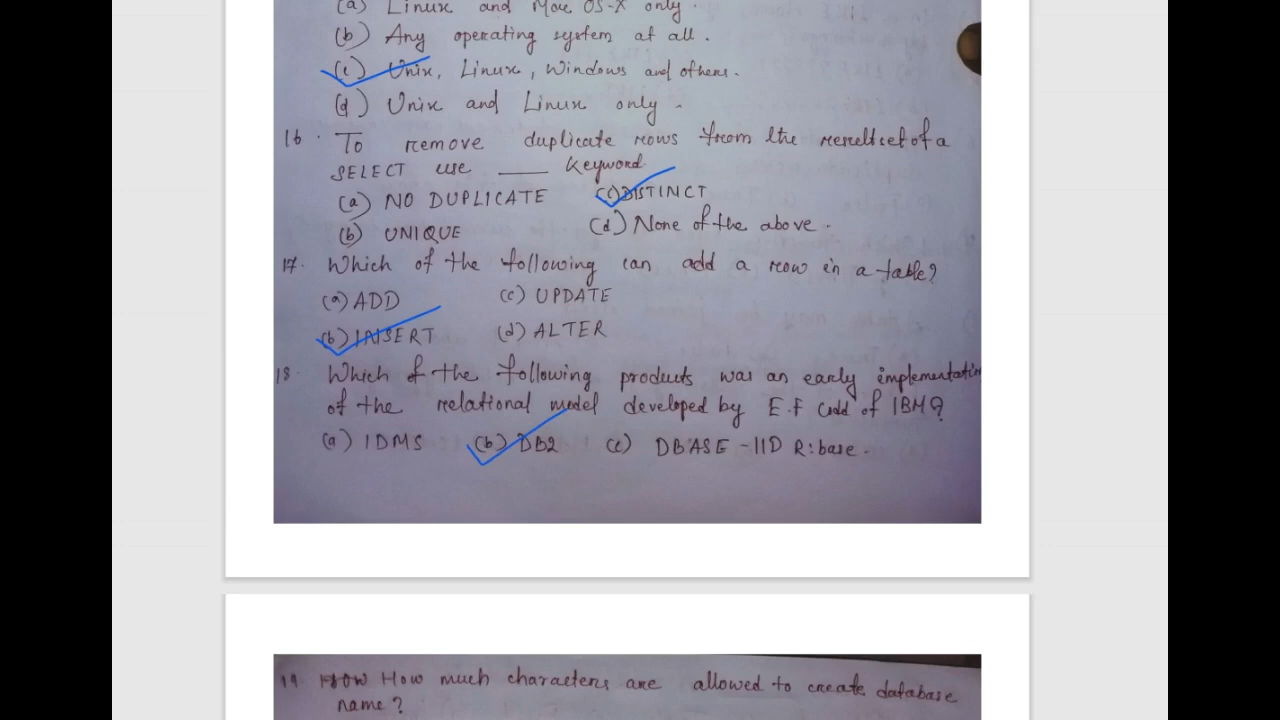 (a) Linux and Mac OS-X only.
(b) Any operating system at all.
(c) Unix, Linux, Windows and others.
(d) Unix and Linux only.
16. To remove duplicate rows from the resultset of a
SELECT use ____ keyword.
(a) NO DUPLICATE (c) DISTINCT
(b) UNIQUE (d) None of the above.
17. Which of the following can add a row in a table?
(a) ADD (c) UPDATE
(b) INSERT (d) ALTER
18. Which of the following products was an early implementation
of the relational model developed by E.F Codd of IBM?
(a) IDMS (b) DB2 (c) DBASE -II D R:base.
19. How How much characters are allowed to create database
name?